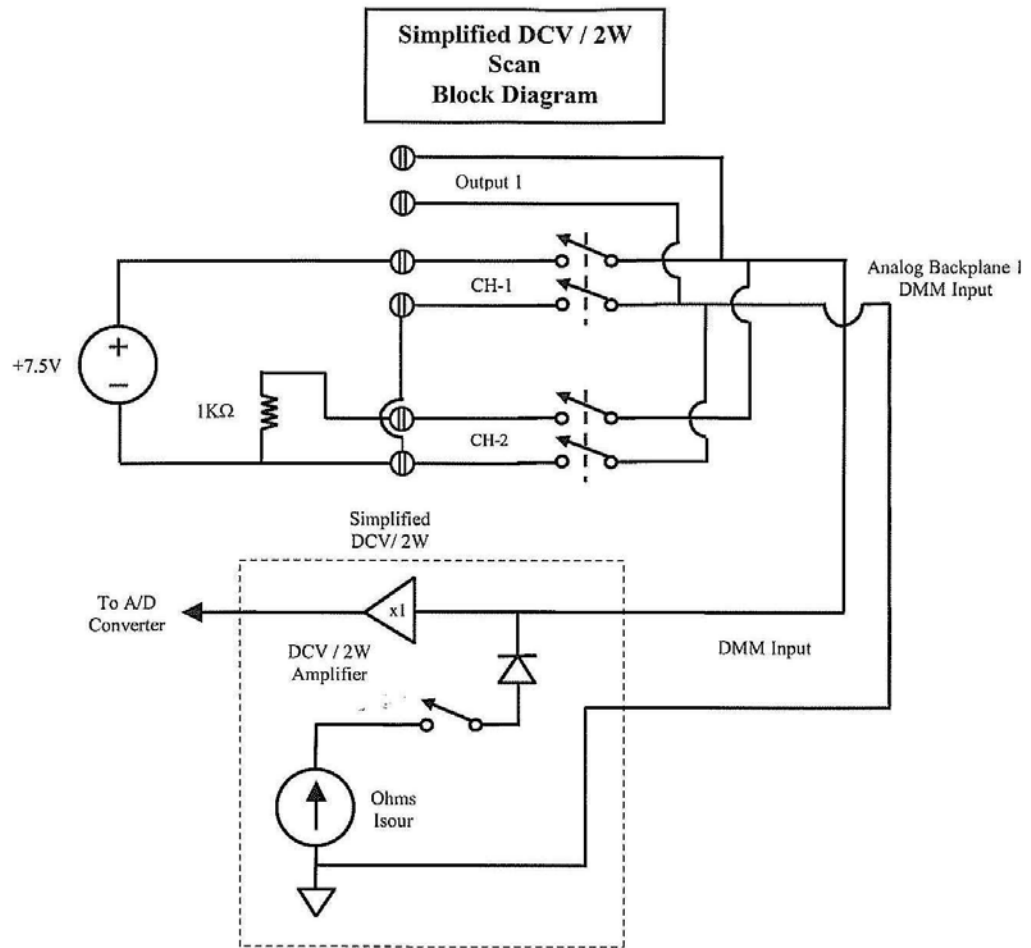 Simplified DCV / 2W
Scan
Block Diagram
Output 1
CH-1
Analog Backplane 1
DMM Input
+7.5V
+
−
1KΩ
CH-2
Simplified
DCV/ 2W
To A/D
Converter
x1
DCV / 2W
Amplifier
DMM Input
Ohms
Isour